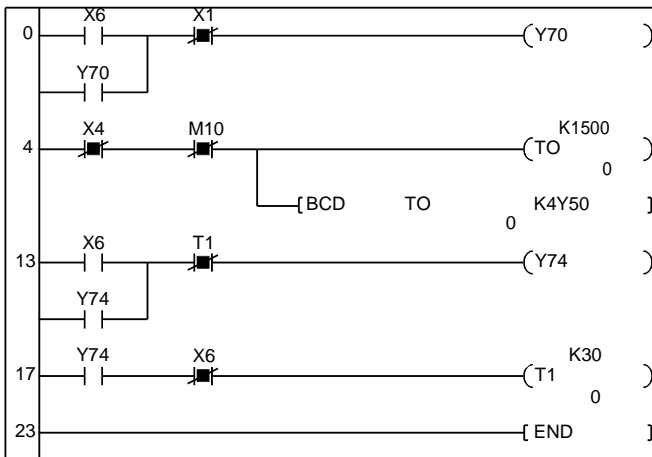 X6 X1
0 Y70
Y70
X4 M10 K1500
4 TO
0
BCD TO K4Y50
0
X6 T1
13 Y74
Y74
Y74 X6 K30
17 T1
0
23 END